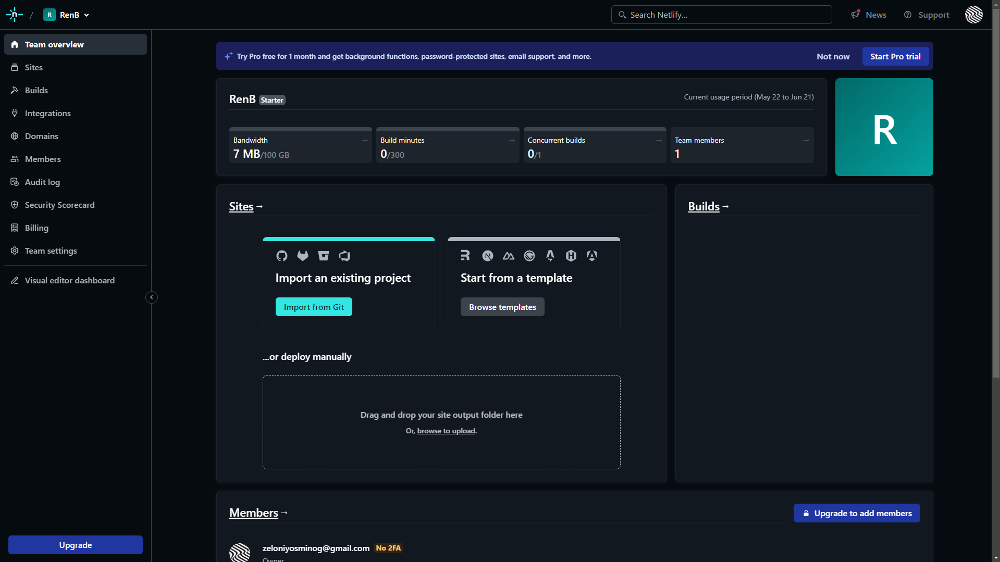 n / R RenB
Search Netlify...
News
Support
Team overview
Sites
Builds
Integrations
Domains
Members
Audit log
Security Scorecard
Billing
Team settings
Visual editor dashboard
Upgrade
Try Pro free for 1 month and get background functions, password-protected sites, email support, and more.
Not now
Start Pro trial
RenB Starter
Current usage period (May 22 to Jun 21)
Bandwidth →
7 MB/100 GB
Build minutes →
0/300
Concurrent builds →
0/1
Team members →
1
R
Sites →
Import an existing project
Import from Git
Start from a template
Browse templates
...or deploy manually
Drag and drop your site output folder here
Or, browse to upload.
Builds →
Members →
Upgrade to add members
zeloniyosminog@gmail.com No 2FA
Owner